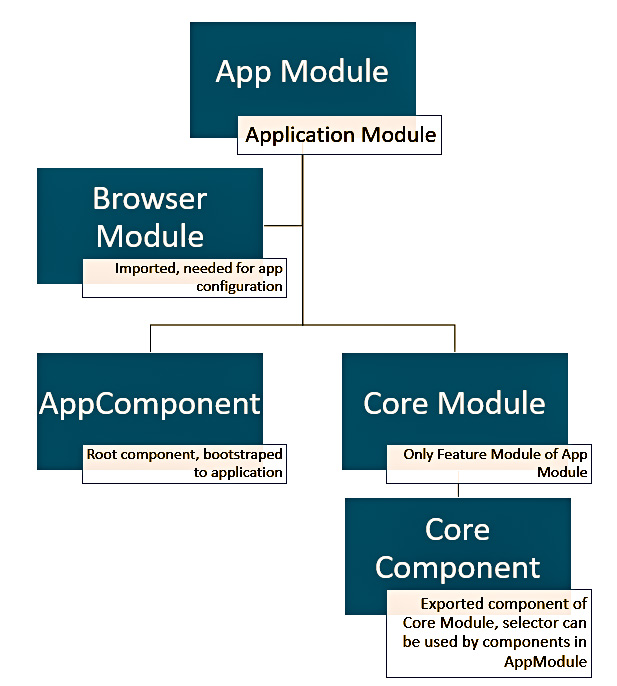 App Module
Application Module
Browser
Module
Imported, needed for app
configuration
AppComponent
Root component, bootstraped
to application
Core Module
Only Feature Module of App
Module
Core
Component
Exported component of
Core Module, selector can
be used by components in
AppModule